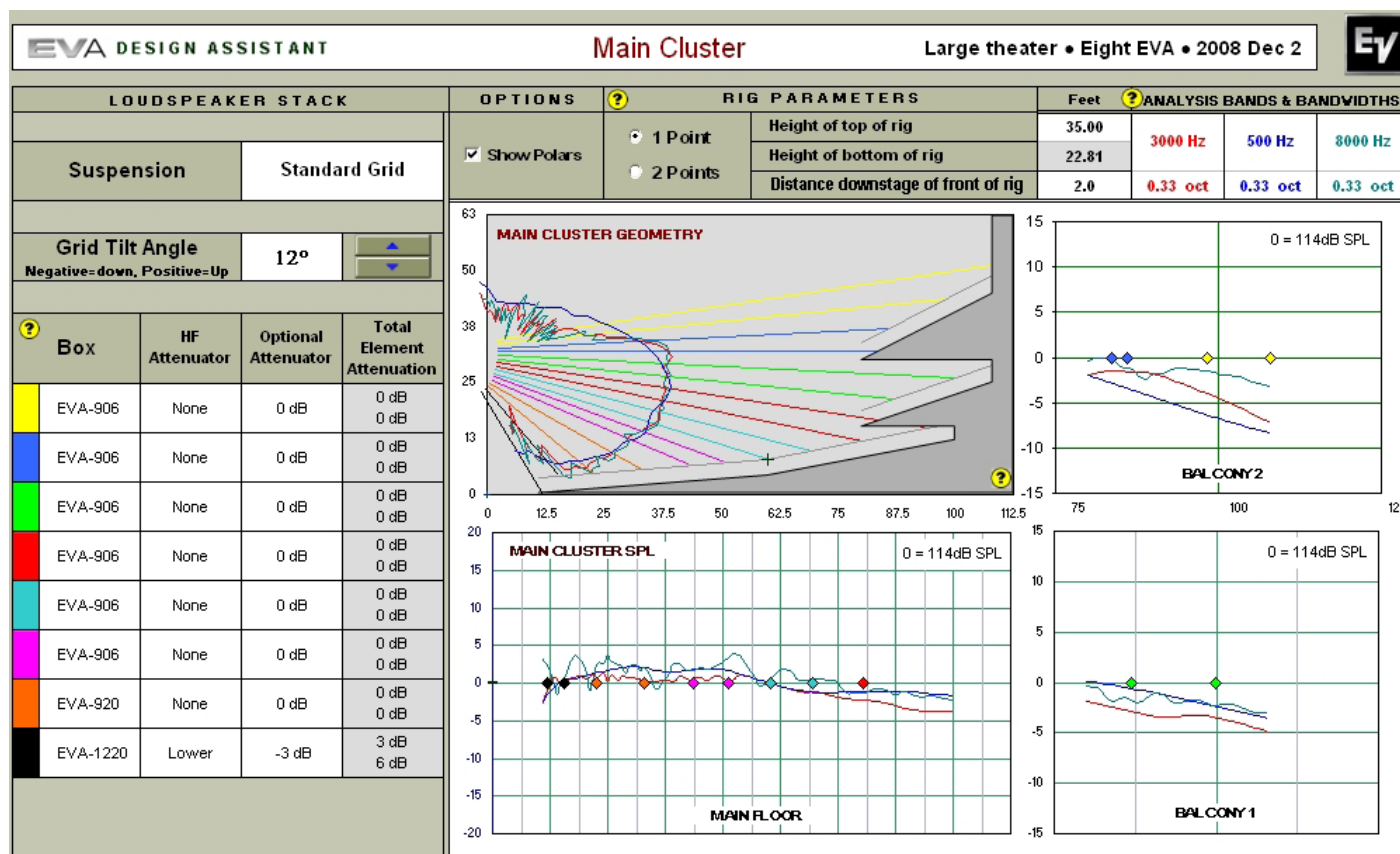 EVA DESIGN ASSISTANT
Main Cluster
Large theater • Eight EVA • 2008 Dec 2
EV
LOUDSPEAKER STACK
OPTIONS
? RIG PARAMETERS
Feet
? ANALYSIS BANDS & BANDWIDTHS
Suspension
Standard Grid
Show Polars
1 Point
2 Points
Height of top of rig 35.00
Height of bottom of rig 22.81
Distance downstage of front of rig 2.0
3000 Hz 500 Hz 8000 Hz
0.33 oct 0.33 oct 0.33 oct
Grid Tilt Angle
Negative=down, Positive=Up
12°
? Box
HF Attenuator
Optional Attenuator
Total Element Attenuation
EVA-906 None 0 dB 0 dB
0 dB
EVA-906 None 0 dB 0 dB
0 dB
EVA-906 None 0 dB 0 dB
0 dB
EVA-906 None 0 dB 0 dB
0 dB
EVA-906 None 0 dB 0 dB
0 dB
EVA-906 None 0 dB 0 dB
0 dB
EVA-920 None 0 dB 0 dB
0 dB
EVA-1220 Lower -3 dB 3 dB
6 dB
MAIN CLUSTER GEOMETRY
63
50
38
25
13
0
0 12.5 25 37.5 50 62.5 75 87.5 100 112.5
?
15
10
5
0
-5
-10
-15
0 = 114dB SPL
BALCONY 2
75 100 12
MAIN CLUSTER SPL
0 = 114dB SPL
20
15
10
5
0
-5
-10
-15
-20
MAIN FLOOR
15
10
5
0
-5
-10
-15
0 = 114dB SPL
BALCONY 1